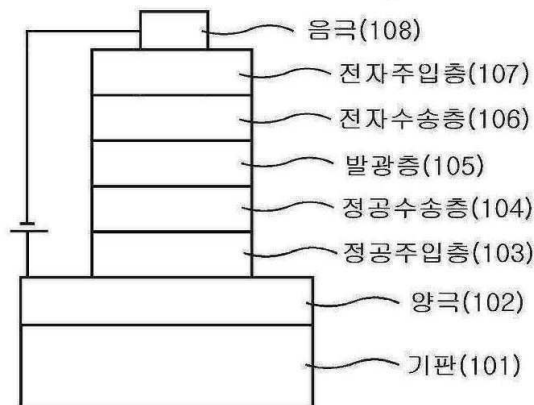 음극(108)
전자주입층(107)
전자수송층(106)
발광층(105)
정공수송층(104)
정공주입층(103)
양극(102)
기판(101)